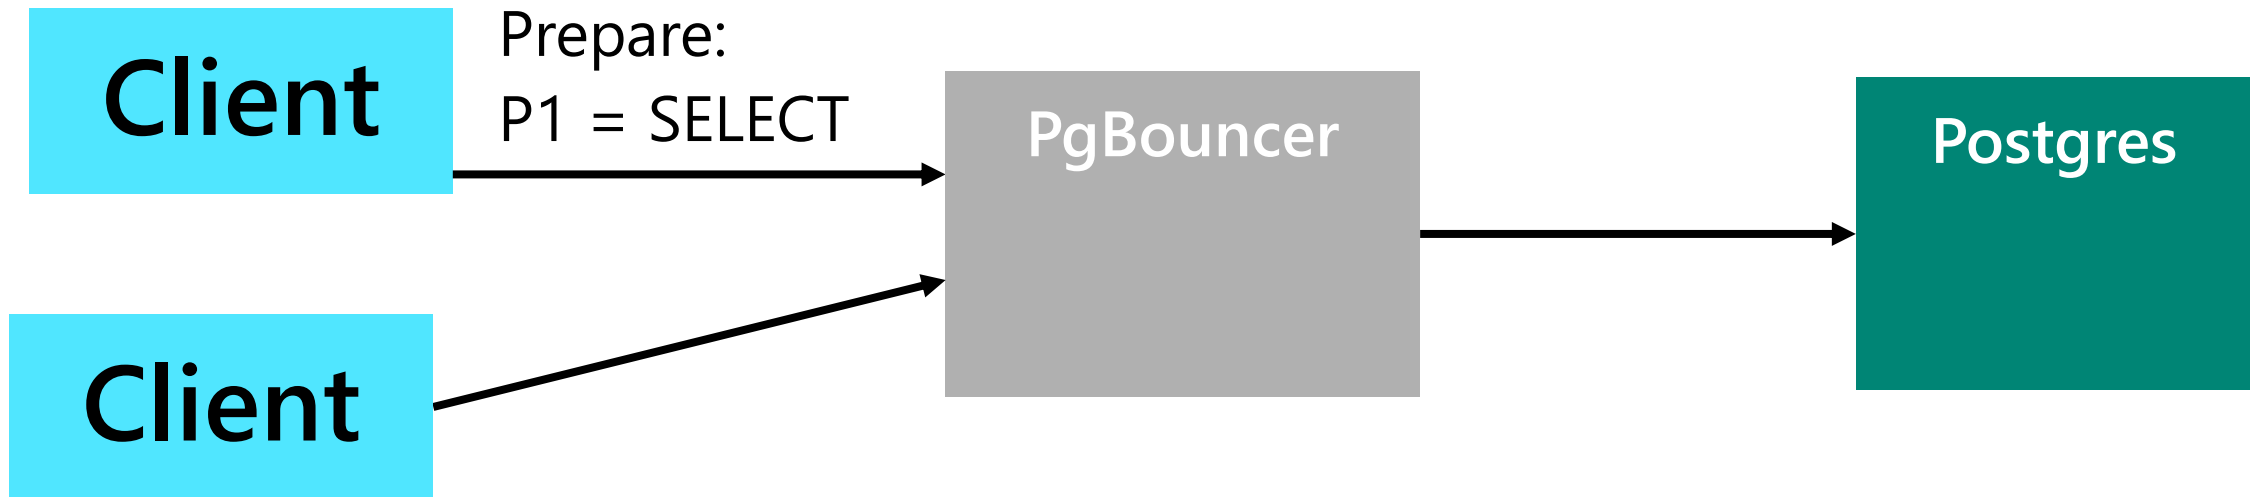 Client
Prepare:
P1 = SELECT
PgBouncer
Postgres
Client